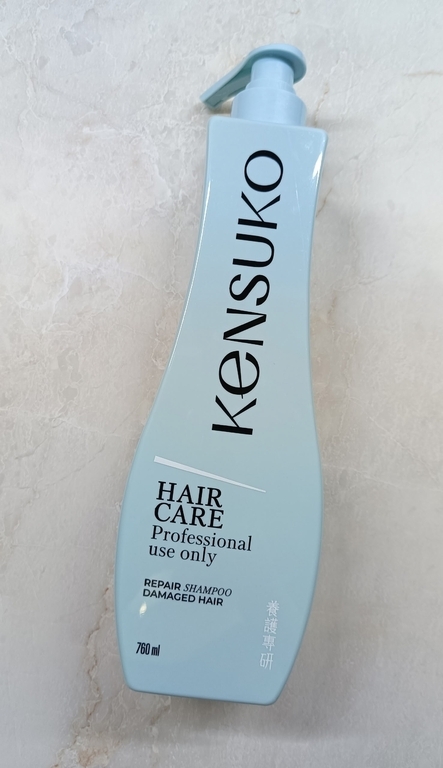 KeNSUKO
HAIR
CARE
Professional
use only
REPAIR SHAMPOO
DAMAGED HAIR
760 ml
養護專研